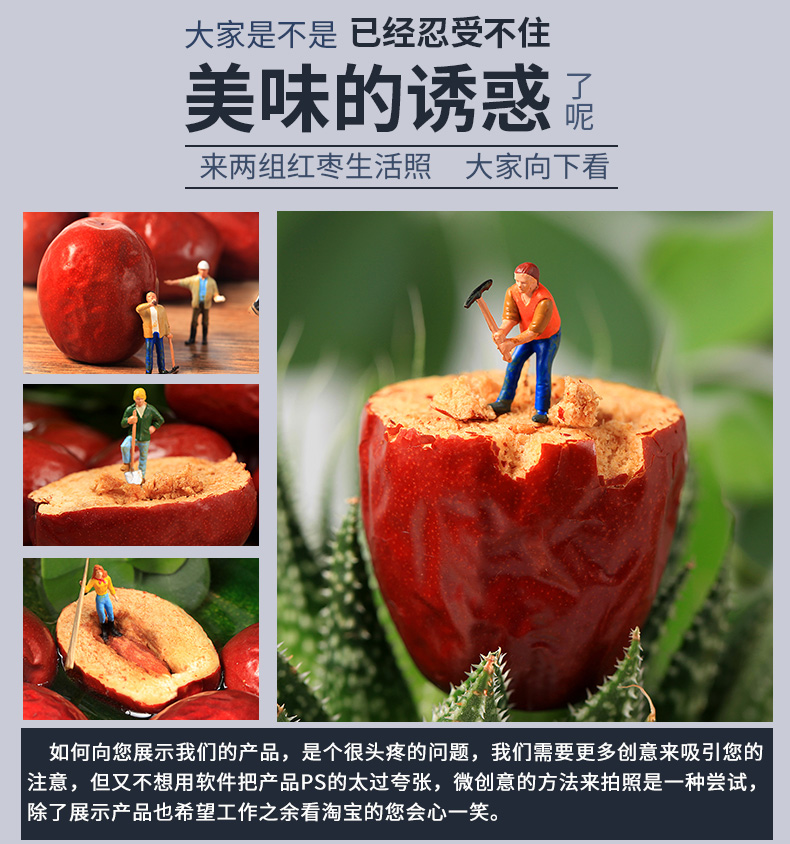 大家是不是 已经忍受不住
美味的诱惑了呢
来两组红枣生活照 大家向下看
如何向您展示我们的产品，是个很头疼的问题，我们需要更多创意来吸引您的
注意，但又不想用软件把产品PS的太过夸张，微创意的方法来拍照是一种尝试，
除了展示产品也希望工作之余看淘宝的您会心一笑。